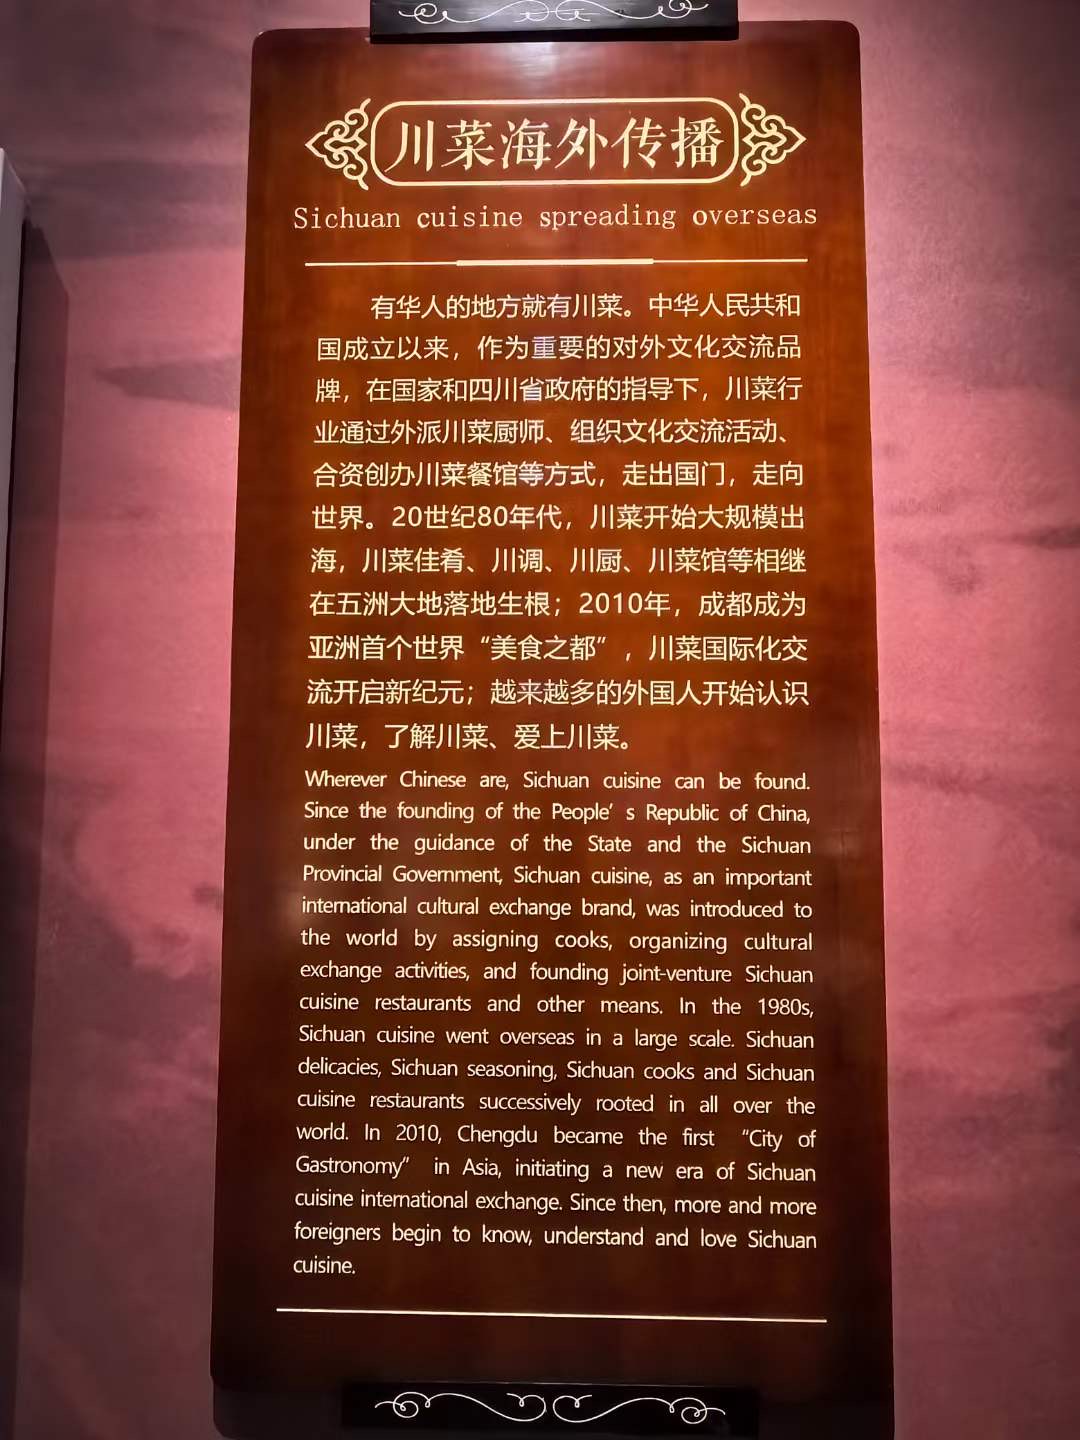 川菜海外传播
Sichuan cuisine spreading overseas
有华人的地方就有川菜。中华人民共和
国成立以来，作为重要的对外文化交流品
牌，在国家和四川省政府的指导下，川菜行
业通过外派川菜厨师、组织文化交流活动、
合资创办川菜餐馆等方式，走出国门，走向
世界。20世纪80年代，川菜开始大规模出
海，川菜佳肴、川调、川厨、川菜馆等相继
在五洲大地落地生根；2010年，成都成为
亚洲首个世界“美食之都”，川菜国际化交
流开启新纪元；越来越多的外国人开始认识
川菜，了解川菜、爱上川菜。
Wherever Chinese are, Sichuan cuisine can be found.
Since the founding of the People’s Republic of China,
under the guidance of the State and the Sichuan
Provincial Government, Sichuan cuisine, as an important
international cultural exchange brand, was introduced to
the world by assigning cooks, organizing cultural
exchange activities, and founding joint-venture Sichuan
cuisine restaurants and other means. In the 1980s,
Sichuan cuisine went overseas in a large scale. Sichuan
delicacies, Sichuan seasoning, Sichuan cooks and Sichuan
cuisine restaurants successively rooted in all over the
world. In 2010, Chengdu became the first “City of
Gastronomy” in Asia, initiating a new era of Sichuan
cuisine international exchange. Since then, more and more
foreigners begin to know, understand and love Sichuan
cuisine.